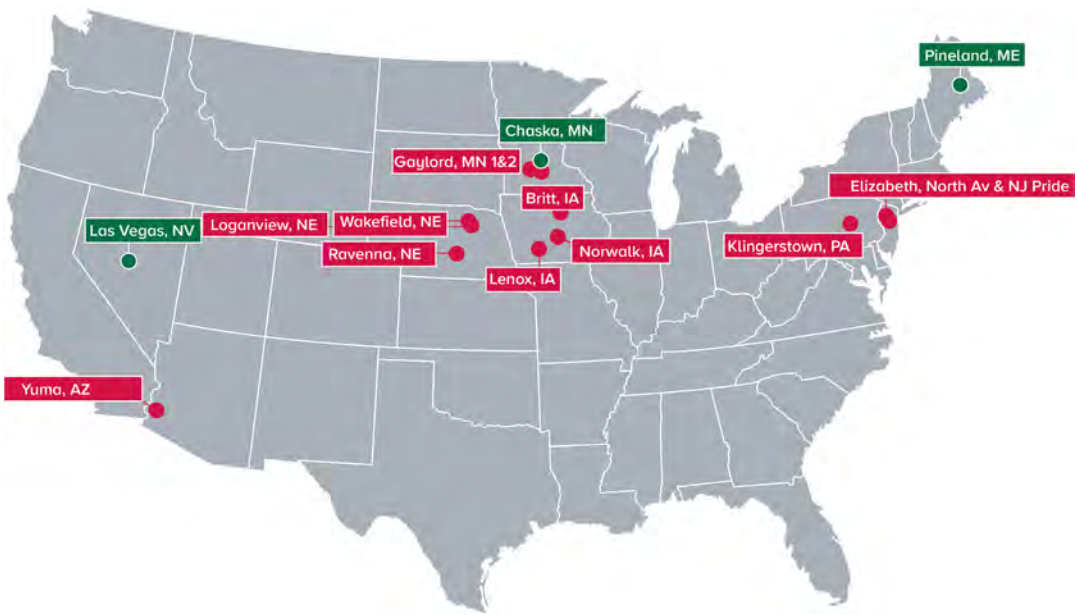 Pineland, ME
Chaska, MN
Gaylord, MN 1&2
Elizabeth, North Av & NJ Pride
Britt, IA
Loganview, NE
Wakefield, NE
Las Vegas, NV
Klingerstown, PA
Ravenna, NE
Norwalk, IA
Lenox, IA
Yuma, AZ